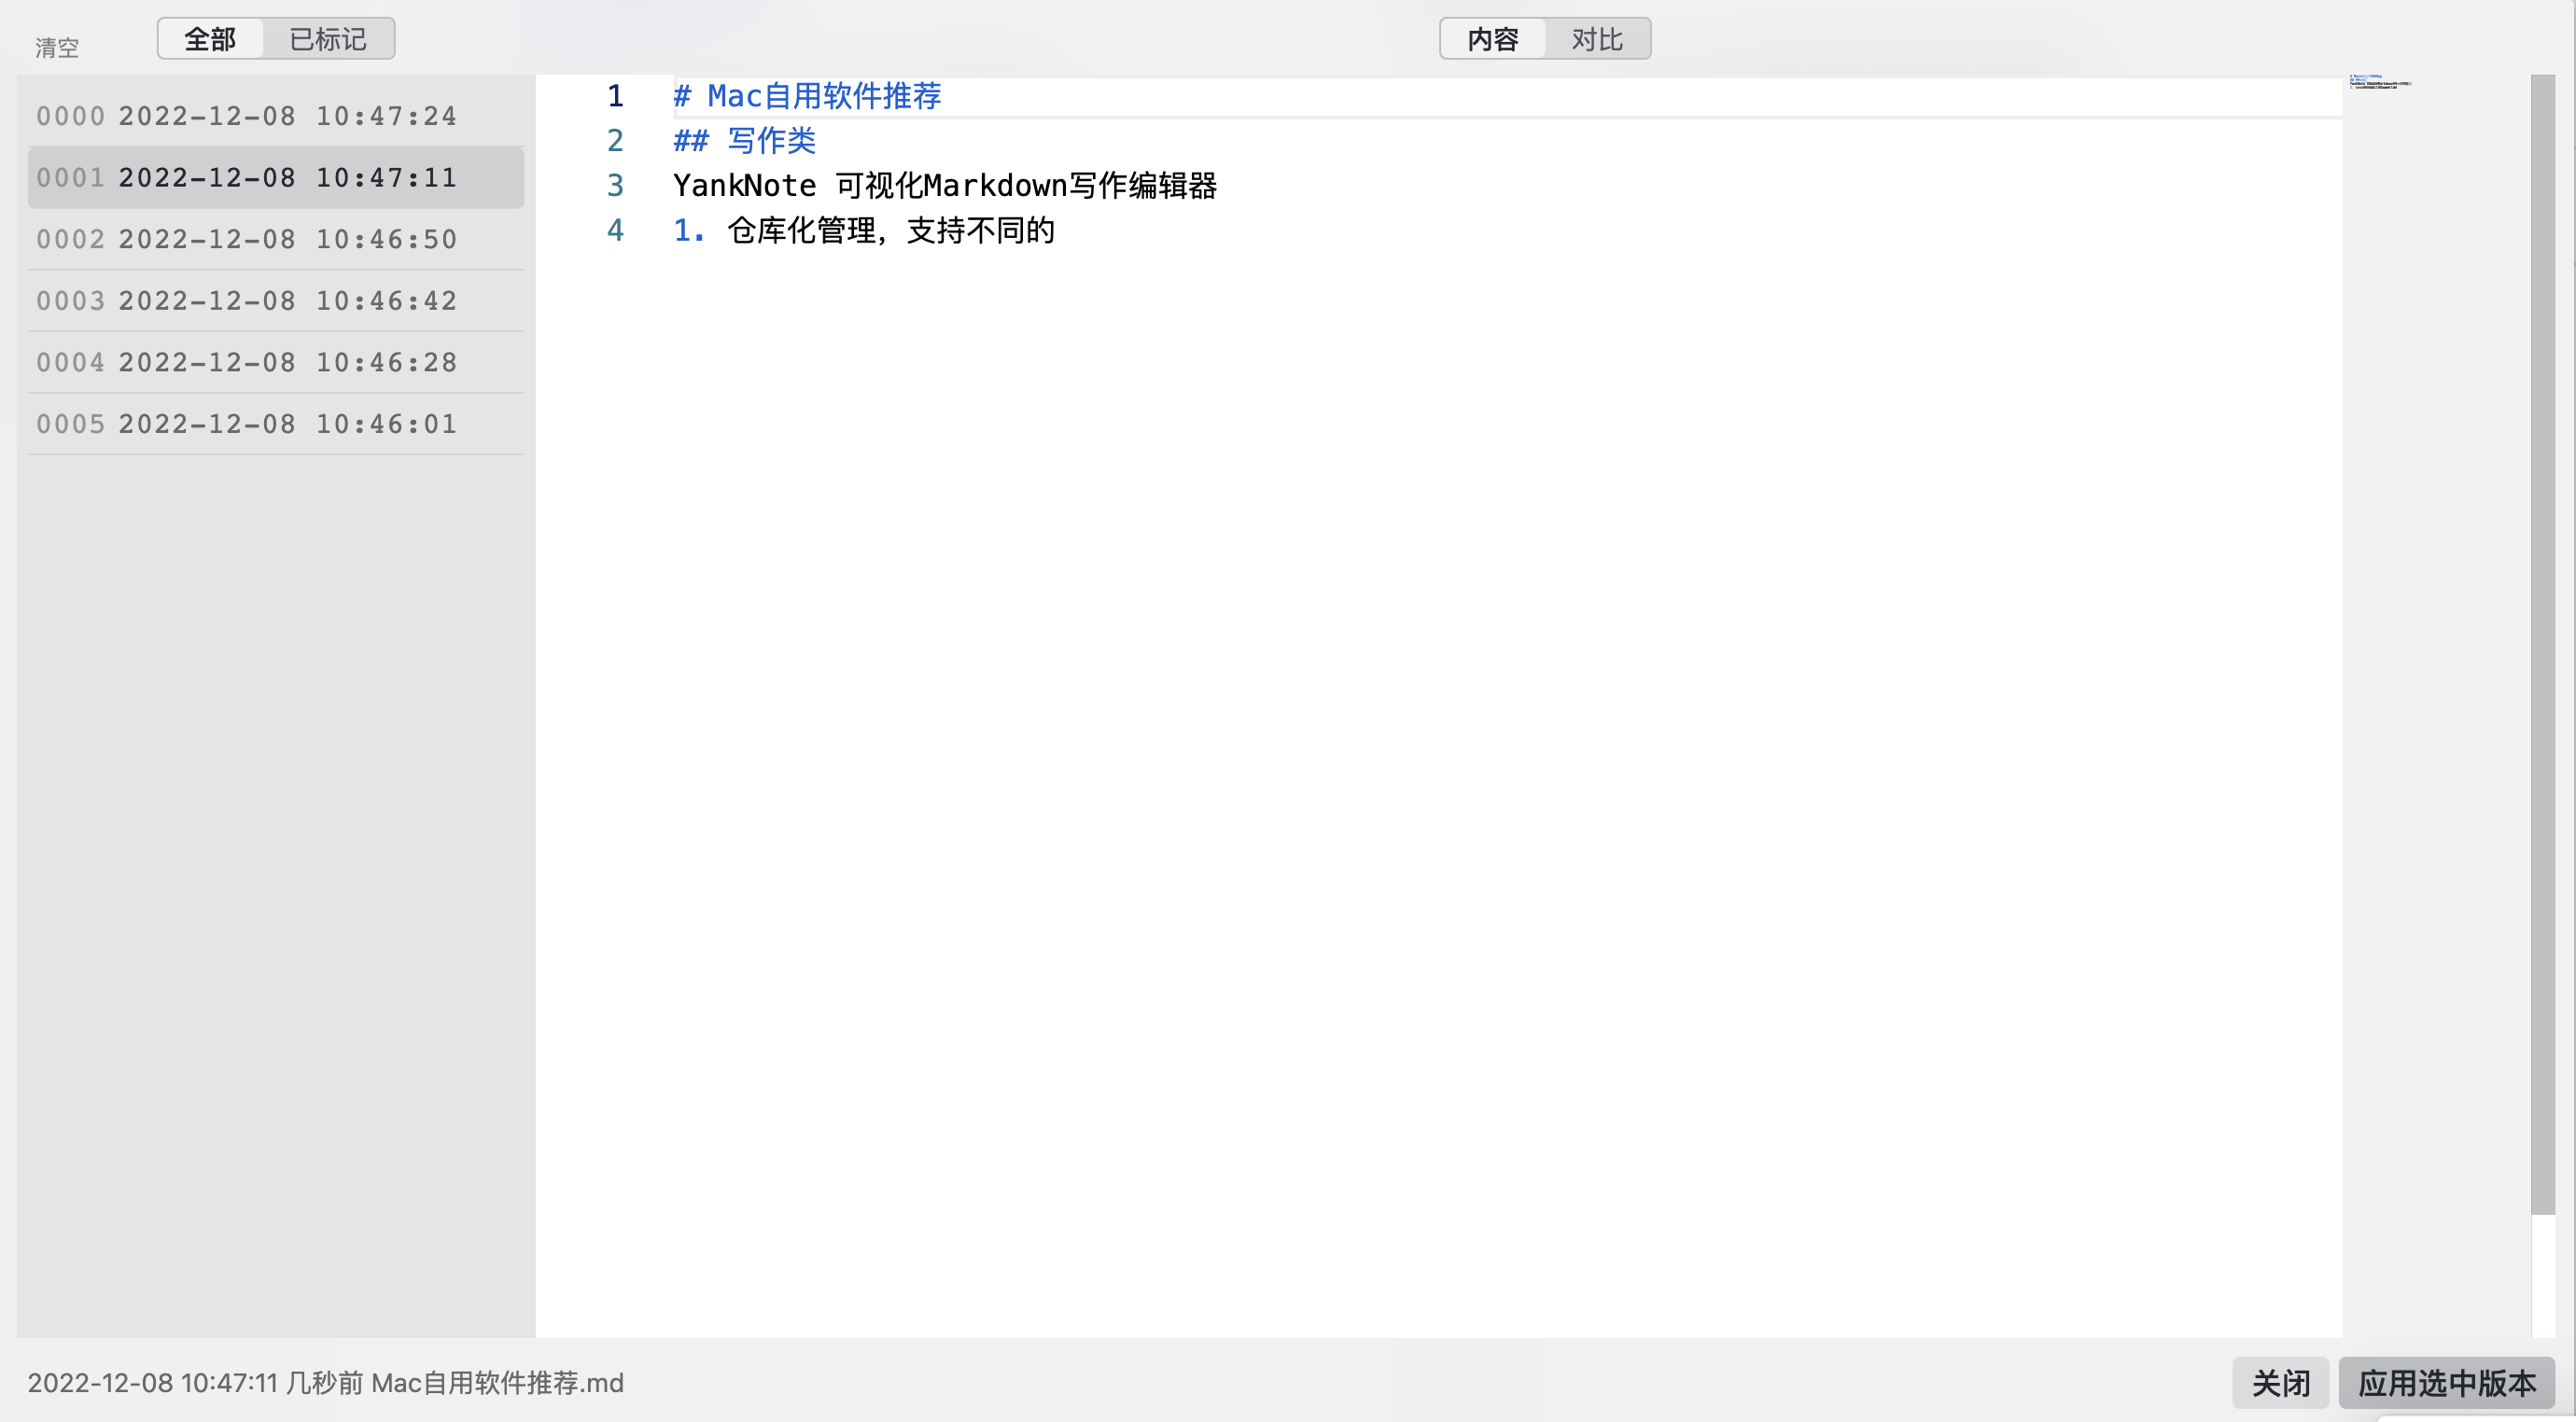 清空 全部 已标记 内容 对比
0000 2022-12-08 10:47:24
0001 2022-12-08 10:47:11
0002 2022-12-08 10:46:50
0003 2022-12-08 10:46:42
0004 2022-12-08 10:46:28
0005 2022-12-08 10:46:01
1 # Mac自用软件推荐
2 ## 写作类
3 YankNote 可视化Markdown写作编辑器
4 1. 仓库化管理，支持不同的
2022-12-08 10:47:11 几秒前 Mac自用软件推荐.md
关闭 应用选中版本